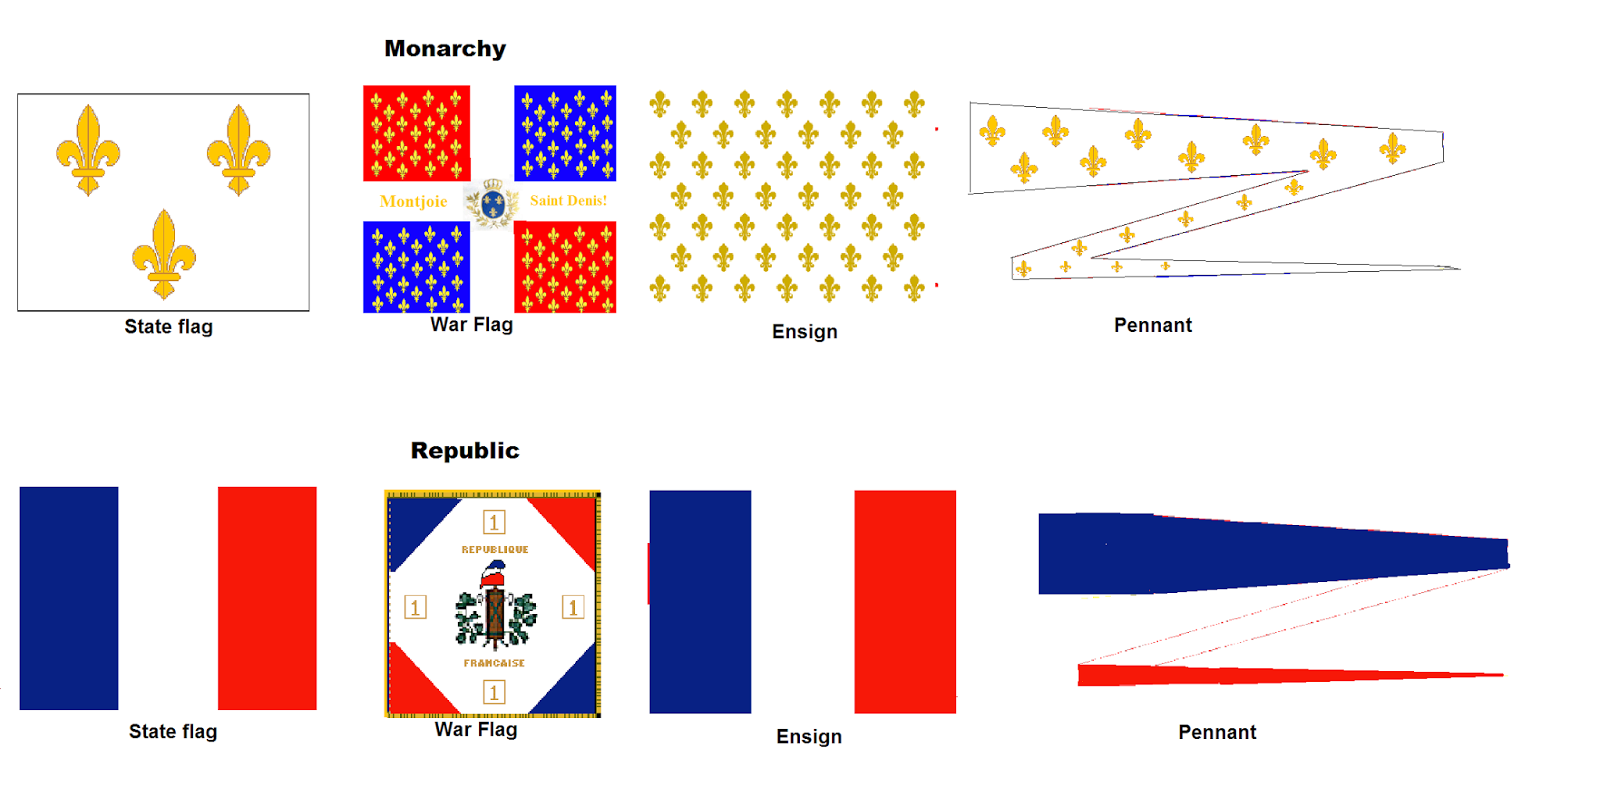 Monarchy
Montjoie Saint Denis!
State flag
War Flag
Ensign
Pennant
Republic
1
REPUBLIQUE
1 1
FRANCAISE
1
State flag
War Flag
Ensign
Pennant